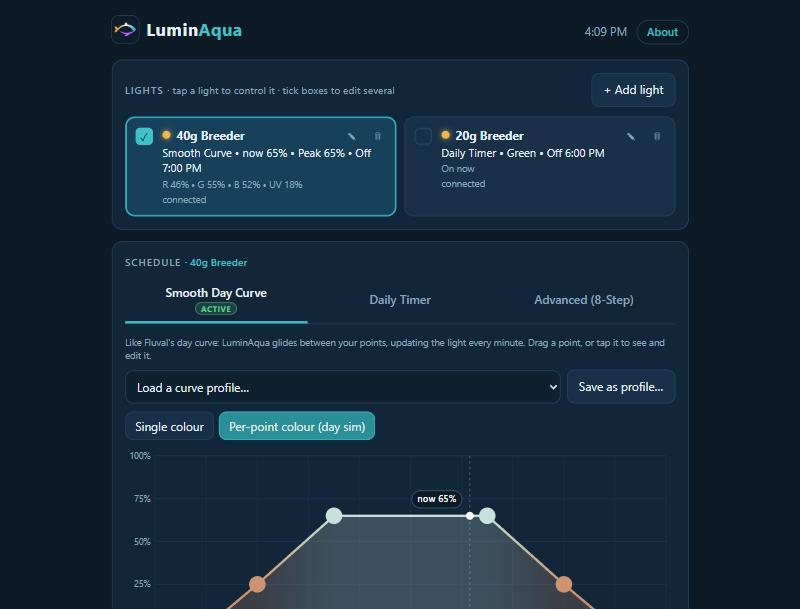 LuminAqua
4:09 PM
About
LIGHTS · tap a light to control it · tick boxes to edit several
+ Add light
40g Breeder
Smooth Curve • now 65% • Peak 65% • Off
7:00 PM
R 46% • G 55% • B 52% • UV 18%
connected
20g Breeder
Daily Timer • Green • Off 6:00 PM
On now
connected
SCHEDULE · 40g Breeder
Smooth Day Curve
ACTIVE
Daily Timer
Advanced (8-Step)
Like Fluval's day curve: LuminAqua glides between your points, updating the light every minute. Drag a point, or tap it to see and
edit it.
Load a curve profile...
Save as profile...
Single colour
Per-point colour (day sim)
100%
75%
now 65%
50%
25%